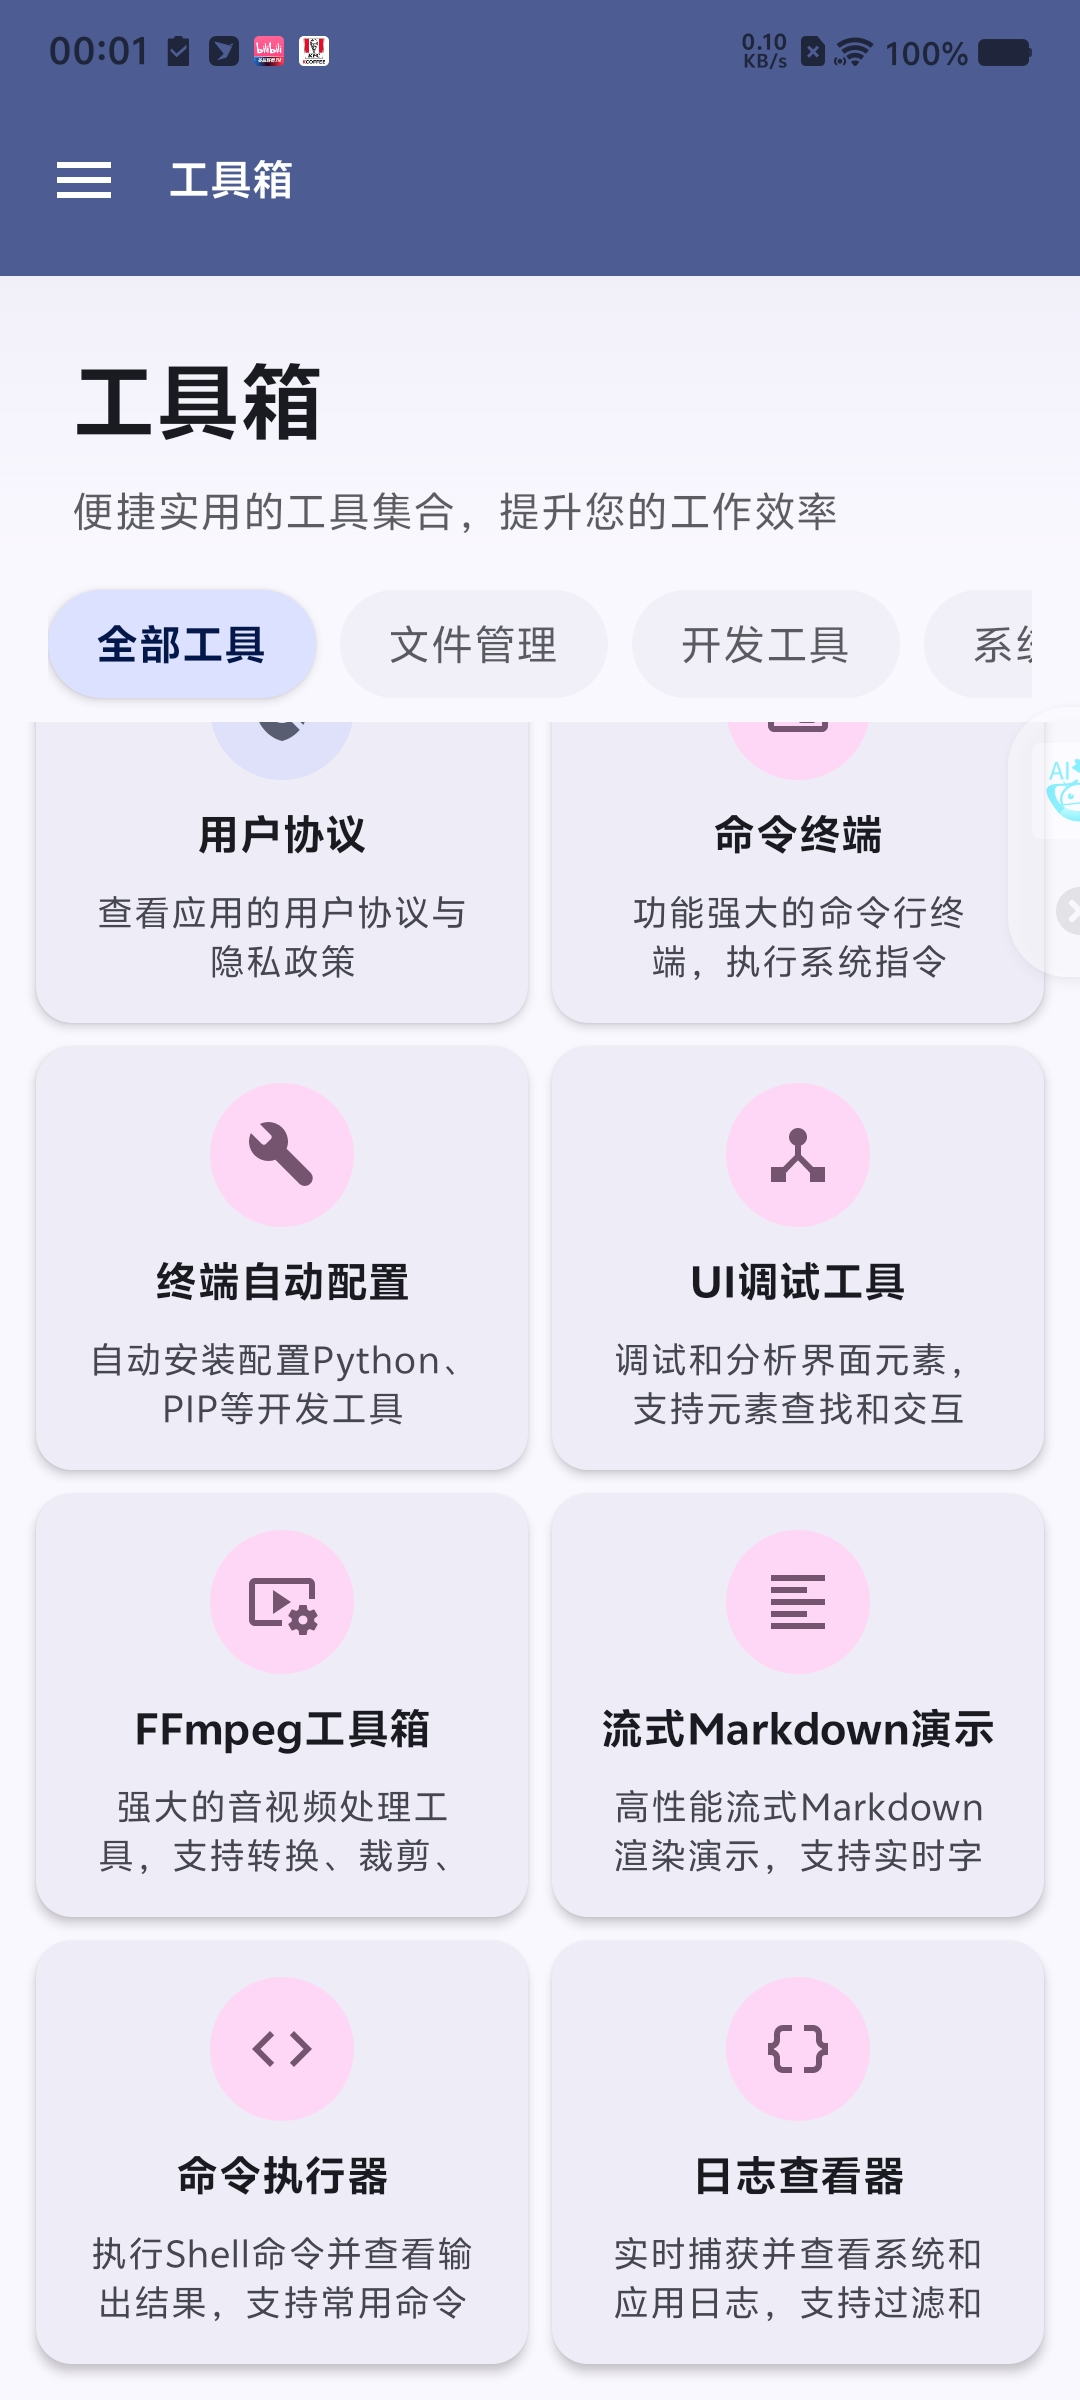 00:01
0.10
KB/s
100%
工具箱
工具箱
便捷实用的工具集合，提升您的工作效率
全部工具 文件管理 开发工具 系
用户协议
查看应用的用户协议与
隐私政策
命令终端
功能强大的命令行终
端，执行系统指令
AI
终端自动配置
自动安装配置Python、
PIP等开发工具
UI调试工具
调试和分析界面元素，
支持元素查找和交互
FFmpeg工具箱
强大的音视频处理工
具，支持转换、裁剪、
流式Markdown演示
高性能流式Markdown
渲染演示，支持实时字
命令执行器
执行Shell命令并查看输
出结果，支持常用命令
日志查看器
实时捕获并查看系统和
应用日志，支持过滤和